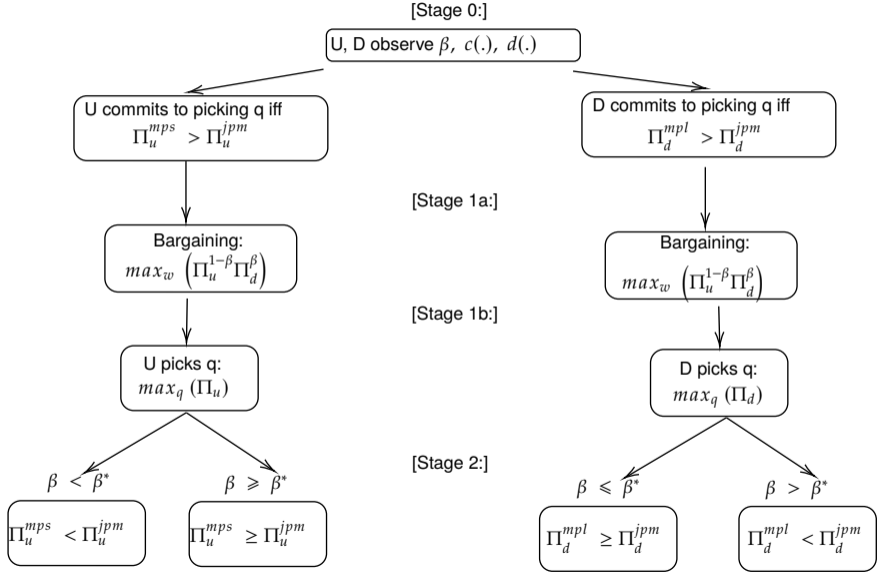 [Stage 0:]
U, D observe β, c(.), d(.)
U commits to picking q iff
Π_u^{mps} > Π_u^{jpm}
D commits to picking q iff
Π_d^{mpl} > Π_d^{jpm}
[Stage 1a:]
Bargaining:
max_w (Π_u^{1−β} Π_d^β)
Bargaining:
max_w (Π_u^{1−β} Π_d^β)
[Stage 1b:]
U picks q:
max_q (Π_u)
D picks q:
max_q (Π_d)
[Stage 2:]
β < β*
β ⩾ β*
β ⩽ β*
β > β*
Π_u^{mps} < Π_u^{jpm}
Π_u^{mps} ≥ Π_u^{jpm}
Π_d^{mpl} ≥ Π_d^{jpm}
Π_d^{mpl} < Π_d^{jpm}